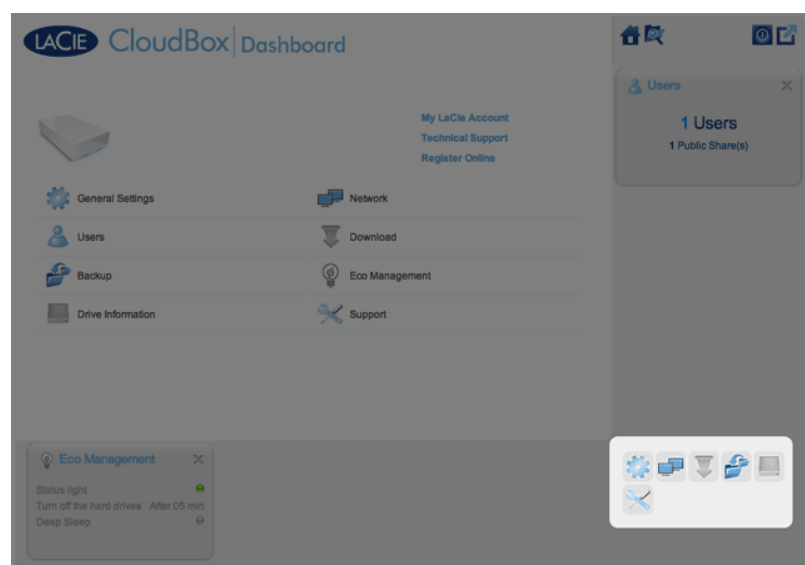 LACIE CloudBox Dashboard
Users
1 Users
1 Public Share(s)
My LaCie Account
Technical Support
Register Online
General Settings
Network
Users
Download
Backup
Eco Management
Drive Information
Support
Eco Management
Status light
Turn off the hard drives After 05 min
Deep Sleep